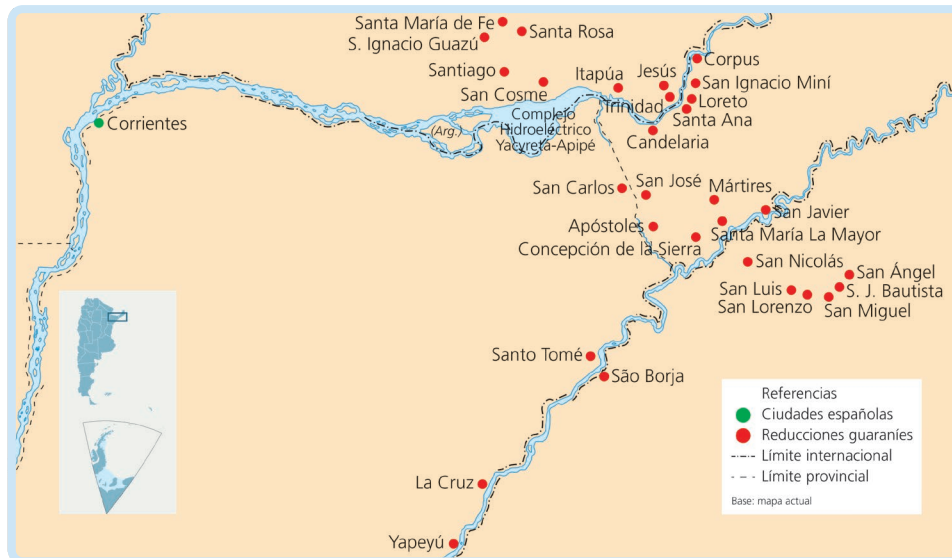 Santa María de Fe
S. Ignacio Guazú
Santa Rosa
Santiago
San Cosme
Itapúa
Jesús
Corpus
San Ignacio Miní
Trinidad
Loreto
Santa Ana
Candelaria
Corrientes
(Arg.)
Complejo
Hidroeléctrico
Yacyretá-Apipé
San Carlos
San José
Mártires
San Javier
Apóstoles
Santa María La Mayor
Concepción de la Sierra
San Nicolás
San Ángel
San Luis
S. J. Bautista
San Lorenzo
San Miguel
Santo Tomé
São Borja
La Cruz
Yapeyú
Referencias
Ciudades españolas
Reducciones guaraníes
Límite internacional
Límite provincial
Base: mapa actual